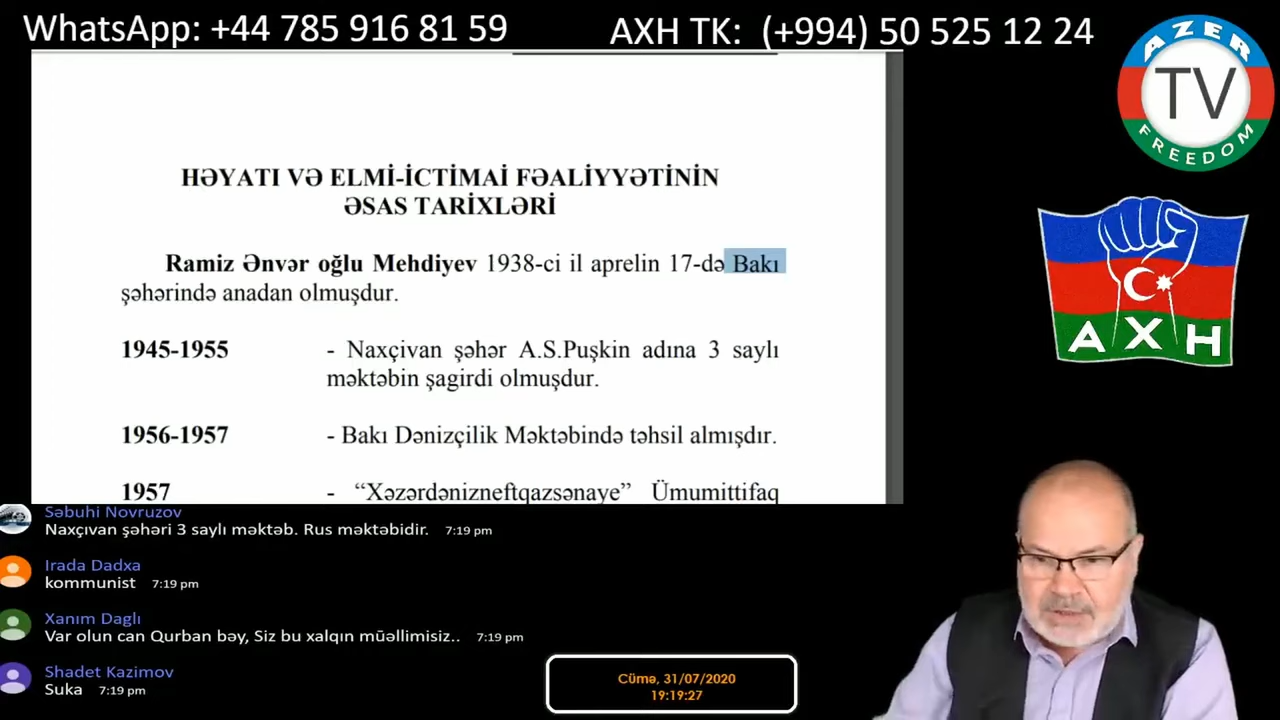 WhatsApp: +44 785 916 81 59
AXH TK: (+994) 50 525 12 24
AZER
TV
FREEDOM
HƏYATI VƏ ELMİ-İCTİMAİ FƏALİYYƏTİNİN
ƏSAS TARİXLƏRİ
Ramiz Ənvər oğlu Mehdiyev 1938-ci il aprelin 17-də Bakı
şəhərində anadan olmuşdur.
1945-1955 - Naxçivan şəhər A.S.Puşkin adına 3 saylı
məktəbin şagirdi olmuşdur.
1956-1957 - Bakı Dənizçilik Məktəbində təhsil almışdır.
1957 - “Xəzərdənizneftqazsənaye” Ümumittifaq
AXH
Səbuhi Novruzov
Naxçıvan şəhəri 3 saylı məktəb. Rus məktəbidir. 7:19 pm
Irada Dadxa
kommunist 7:19 pm
Xanım Daglı
Var olun can Qurban bəy, Siz bu xalqın müəllimisiz.. 7:19 pm
Shadet Kazimov
Suka 7:19 pm
Cümə, 31/07/2020
19:19:27